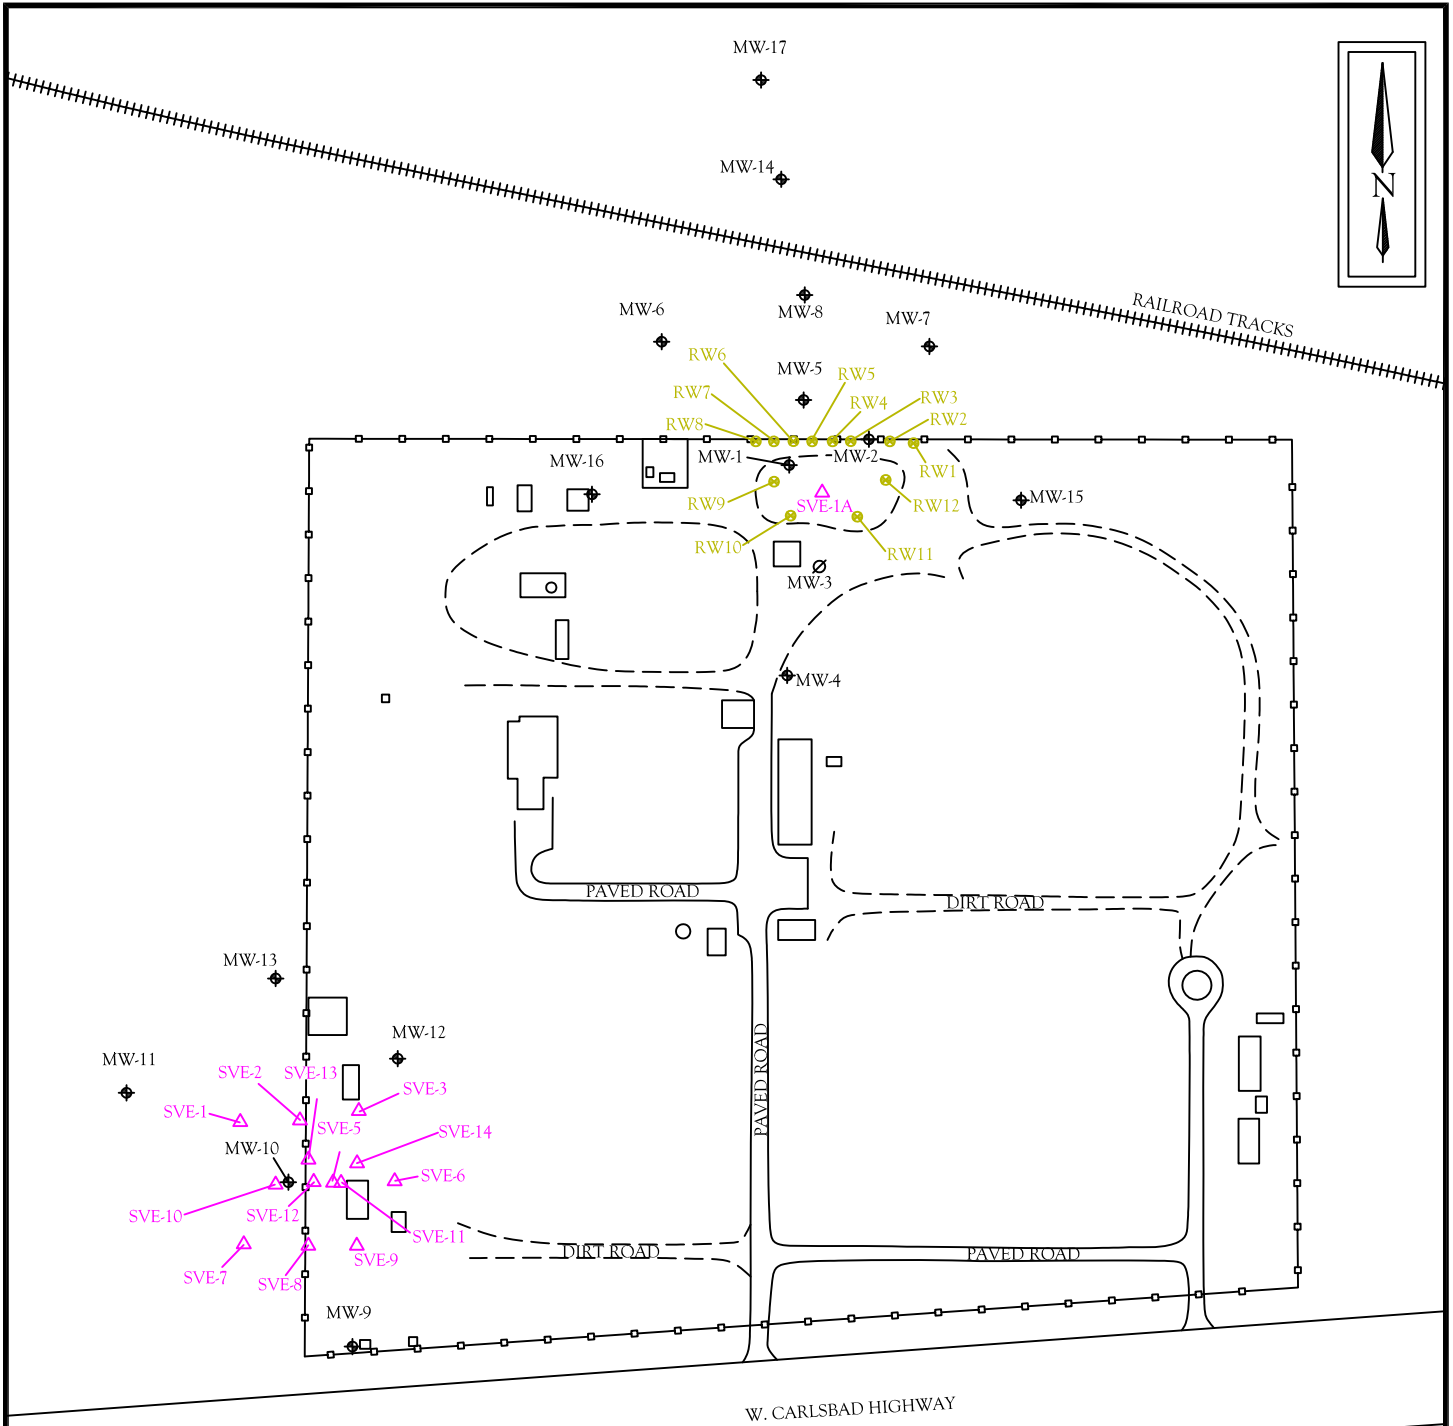 MW-17
MW-14
N
RAILROAD TRACKS
MW-6
MW-8
MW-7
RW6
MW-5
RW5
RW7
RW4
RW3
RW8
RW2
MW-1
MW-2
MW-16
RW1
RW9
SVE-1A
RW12
MW-15
RW10
RW11
MW-3
MW-4
PAVED ROAD
DIRT ROAD
MW-13
MW-12
MW-11
PAVED ROAD
SVE-2
SVE-13
SVE-3
SVE-1
SVE-5
SVE-14
MW-10
SVE-6
SVE-10
SVE-12
SVE-11
DIRT ROAD
PAVED ROAD
SVE-9
SVE-7
SVE-8
MW-9
W. CARLSBAD HIGHWAY